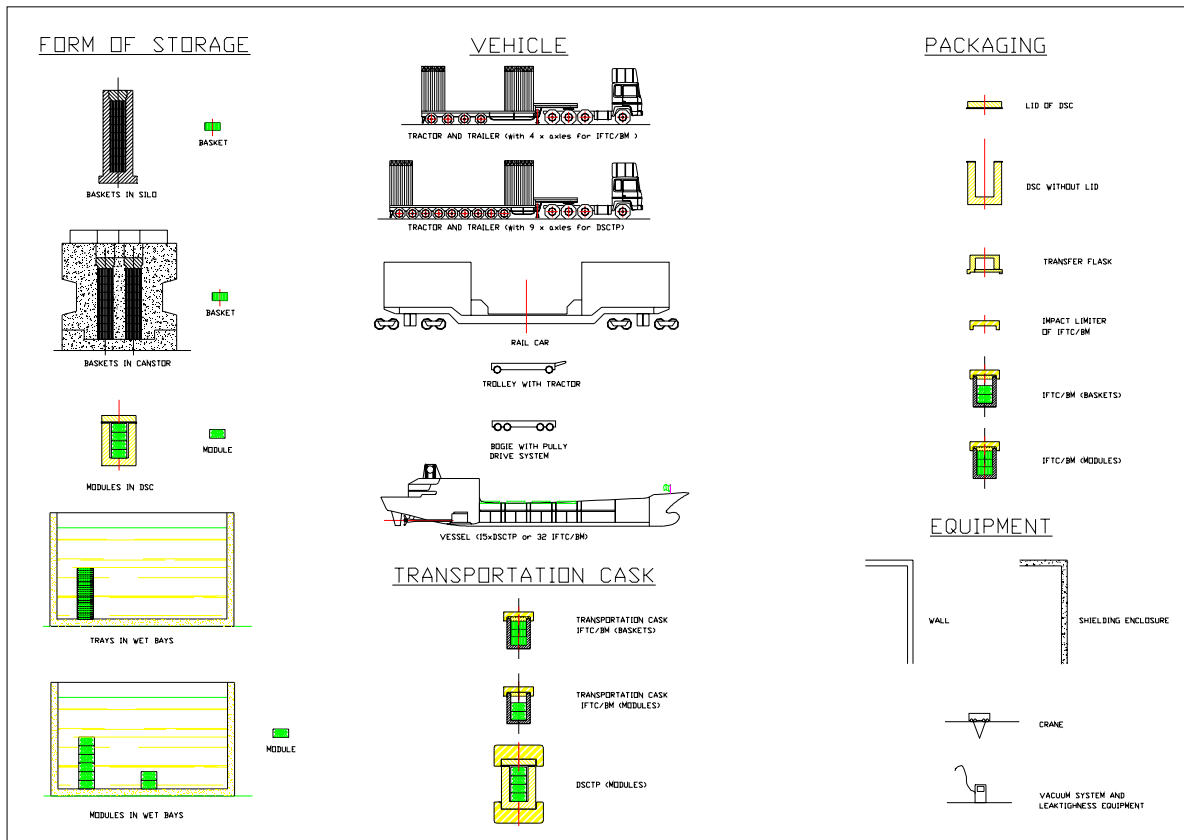 FORM OF STORAGE
BASKET
BASKETS IN SILO
BASKET
BASKETS IN CANSTOR
MODULE
MODULES IN DSC
TRAYS IN WET BAYS
MODULE
MODULES IN WET BAYS
VEHICLE
TRACTOR AND TRAILER (With 4 x axles for IFTC/BM )
TRACTOR AND TRAILER (With 9 x axles for DSCTP)
RAIL CAR
TROLLEY WITH TRACTOR
BOGIE WITH PULLY
DRIVE SYSTEM
VESSEL (15xDSCTP or 32 IFTC/BM)
TRANSPORTATION CASK
TRANSPORTATION CASK
IFTC/BM (BASKETS)
TRANSPORTATION CASK
IFTC/BM (MODULES)
DSCTP (MODULES)
PACKAGING
LID OF DSC
DSC WITHOUT LID
TRANSFER FLASK
IMPACT LIMITER
OF IFTC/BM
IFTC/BM (BASKETS)
IFTC/BM (MODULES)
EQUIPMENT
WALL
SHIELDING ENCLOSURE
CRANE
VACUUM SYSTEM AND
LEAKTIGHNESS EQUIPMENT